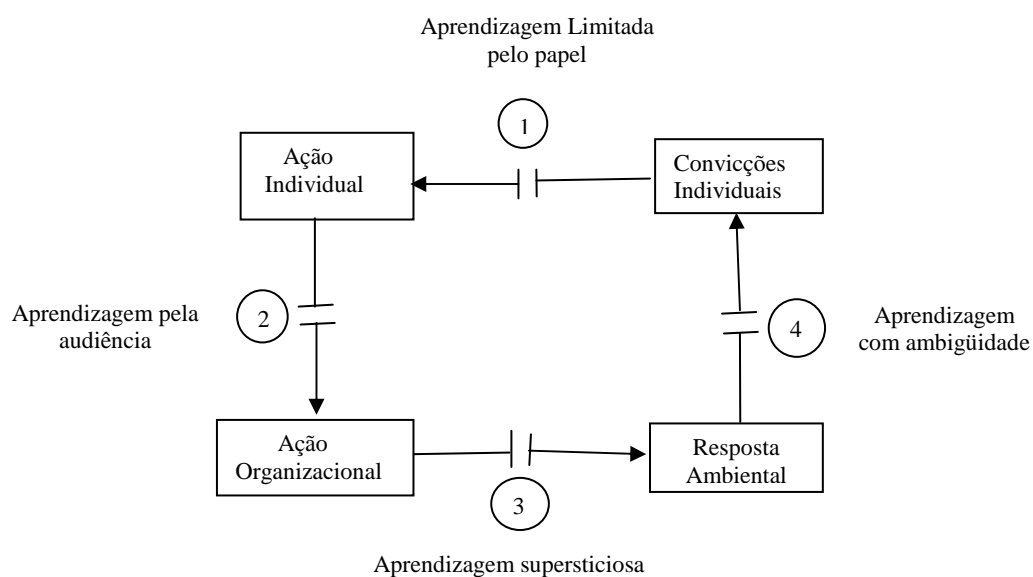 Aprendizagem Limitada
pelo papel
1
Ação
Individual
Convicções
Individuais
Aprendizagem pela
audiência
2
4
Aprendizagem
com ambigüidade
Ação
Organizacional
Resposta
Ambiental
3
Aprendizagem supersticiosa